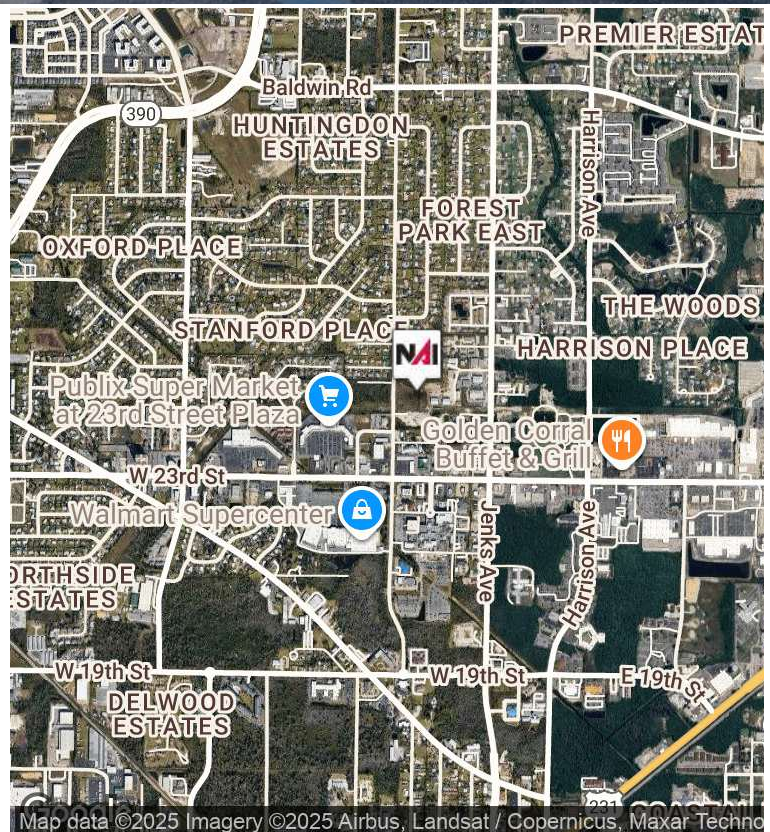 PREMIER ESTAT
Baldwin Rd
390
HUNTINGDON
ESTATES
Harrison Ave
FOREST
PARK EAST
OXFORD PLACE
THE WOODS
STANFORD PLACE
NAI
HARRISON PLACE
Publix Super Market
at 23rd Street Plaza
Golden Corral
Buffet & Grill
W 23rd St
Walmart Supercenter
Jenks Ave
Harrison Ave
ORTHSIDE
ESTATES
W 19th St
W 19th St
E 19th St
DELWOOD
ESTATES
231
Google
Map data ©2025 Imagery ©2025 Airbus, Landsat / Copernicus, Maxar Techno